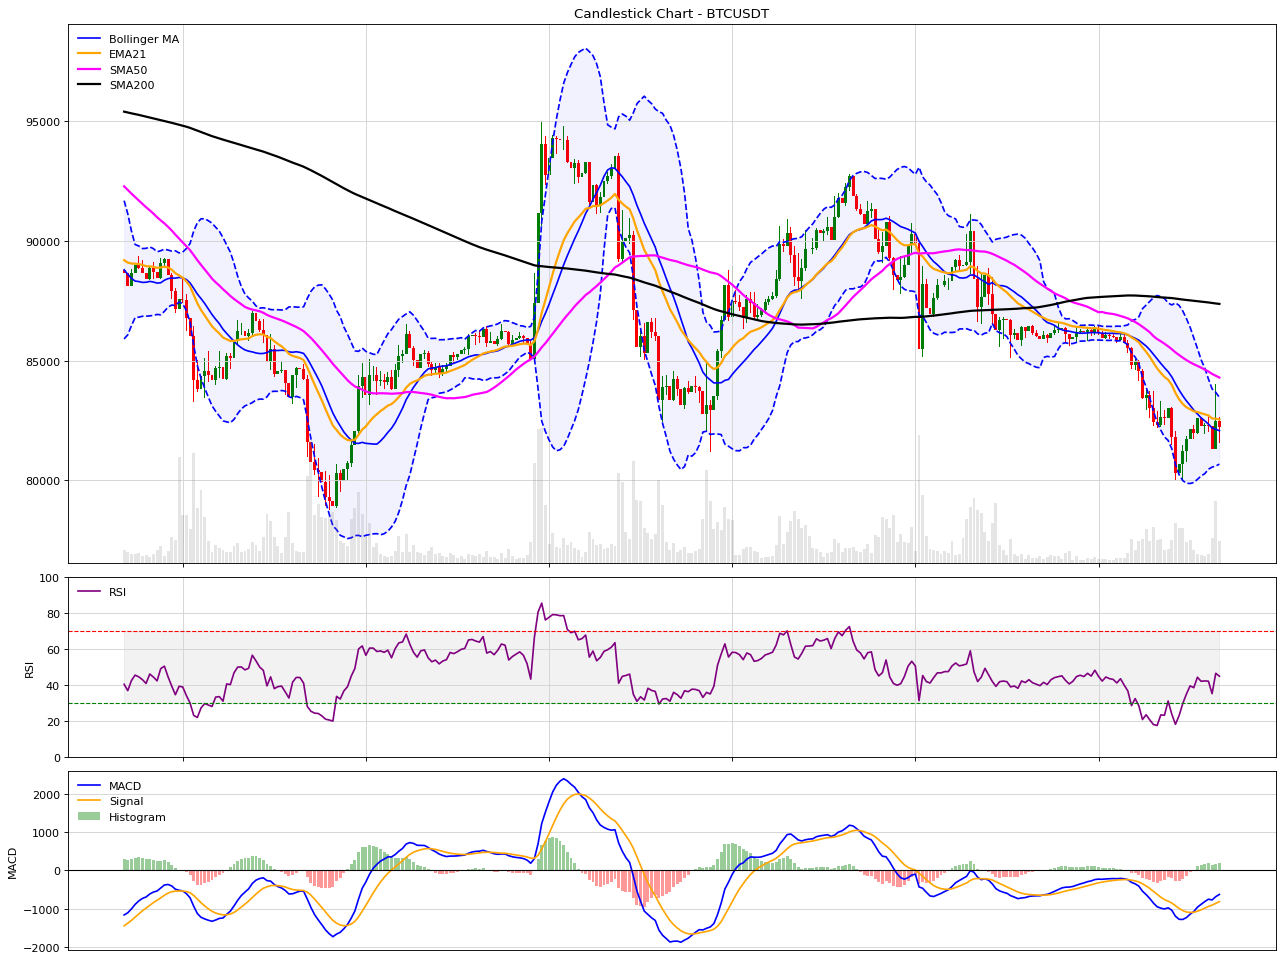 Candlestick Chart - BTCUSDT
Bollinger MA
EMA21
SMA50
SMA200
95000
90000
85000
80000
RSI
100
80
60
40
20
0
RSI
MACD
Signal
Histogram
2000
1000
0
−1000
−2000
MACD